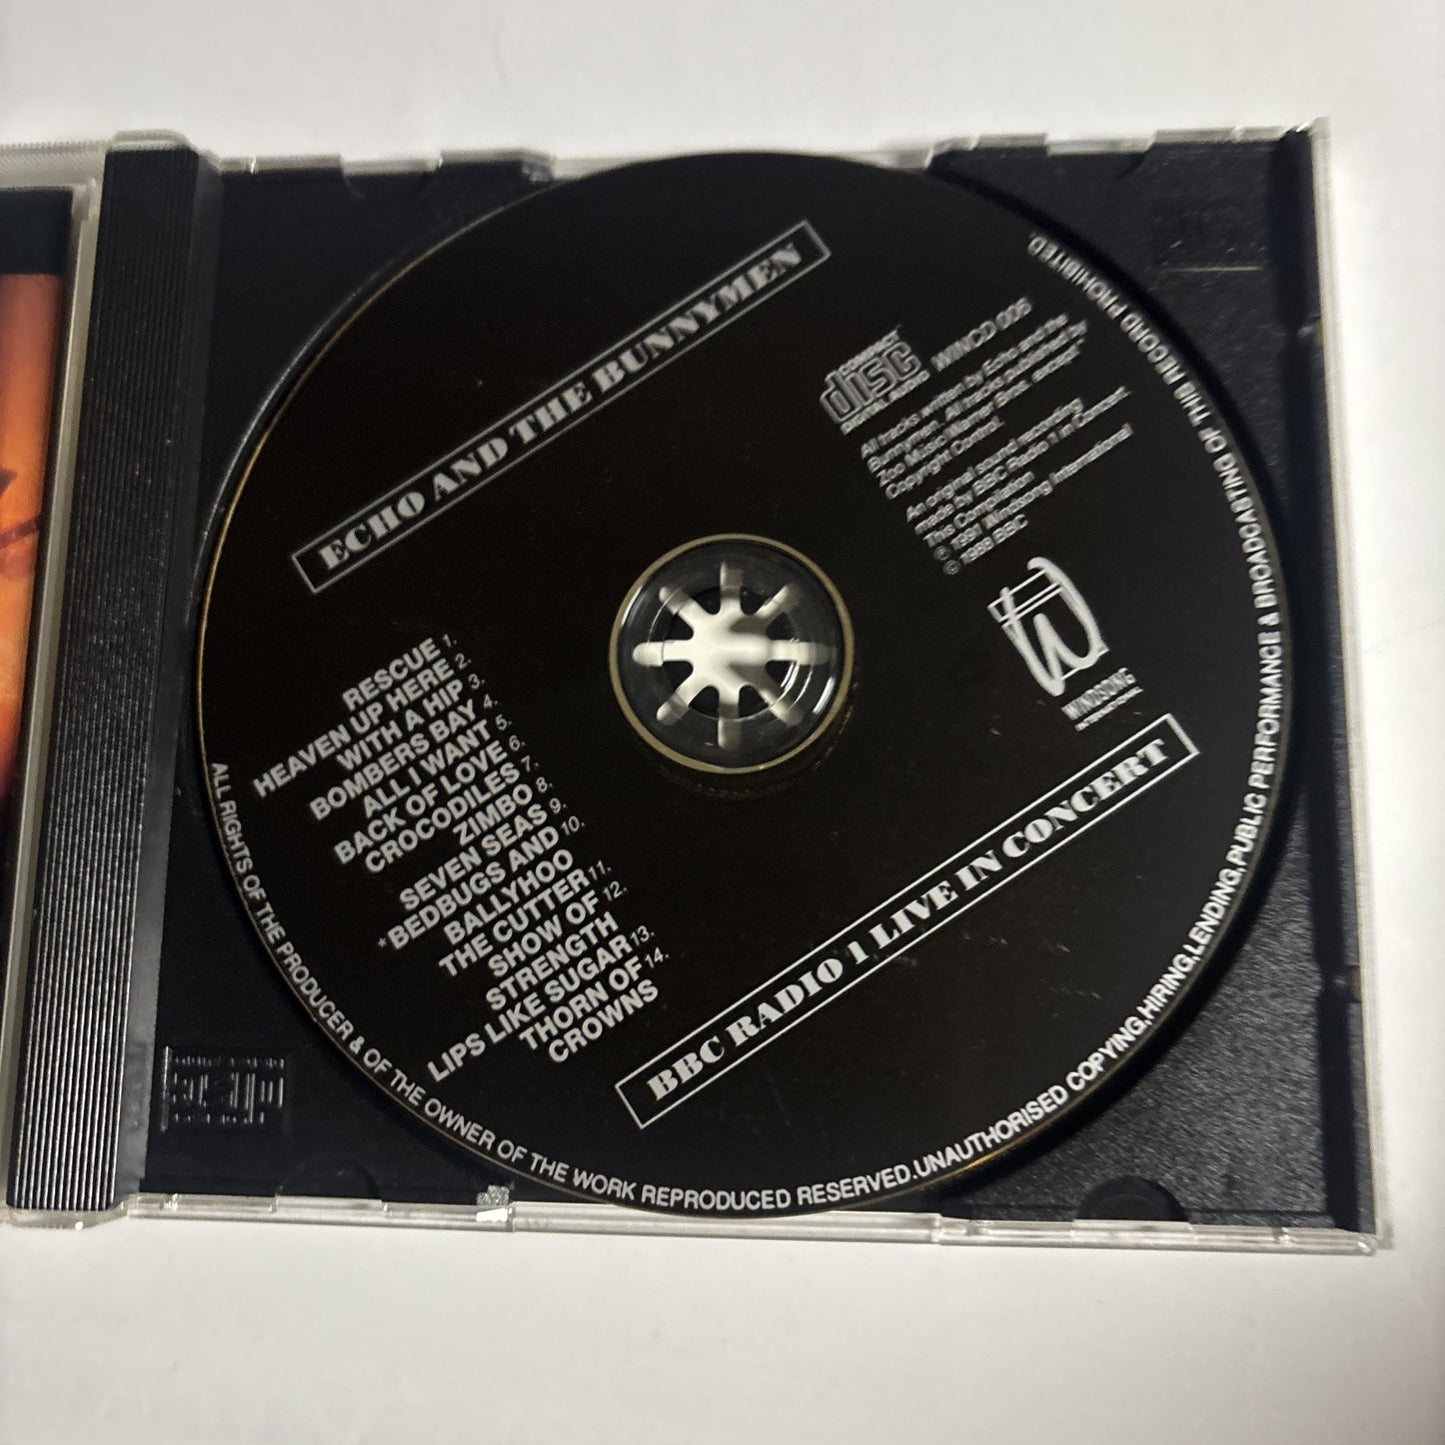 ECHO AND THE BUNNYMEN
COMPACT
disc
DIGITAL AUDIO
WINCD 006
All tracks written by Echo and the
Bunnymen. All tracks published by
Zoo Music/Warner Bros. except*
Copyright Control.
An original sound recording
made by BBC Radio 1 in Concert.
This Compilation
℗ 1991 Windsong International
© 1988 BBC
WINDSONG
INTERNATIONAL
RESCUE 1.
HEAVEN UP HERE 2.
WITH A HIP 3.
BOMBERS BAY 4.
ALL I WANT 5.
BACK OF LOVE 6.
CROCODILES 7.
ZIMBO 8.
SEVEN SEAS 9.
*BEDBUGS AND 10.
BALLYHOO
THE CUTTER 11.
SHOW OF 12.
STRENGTH
LIPS LIKE SUGAR 13.
THORN OF 14.
CROWNS
BBC RADIO 1 LIVE IN CONCERT
ALL RIGHTS OF THE PRODUCER & OF THE OWNER OF THE WORK REPRODUCED RESERVED.UNAUTHORISED COPYING,HIRING,LENDING,PUBLIC PERFORMANCE & BROADCASTING OF THIS RECORD PROHIBITED.